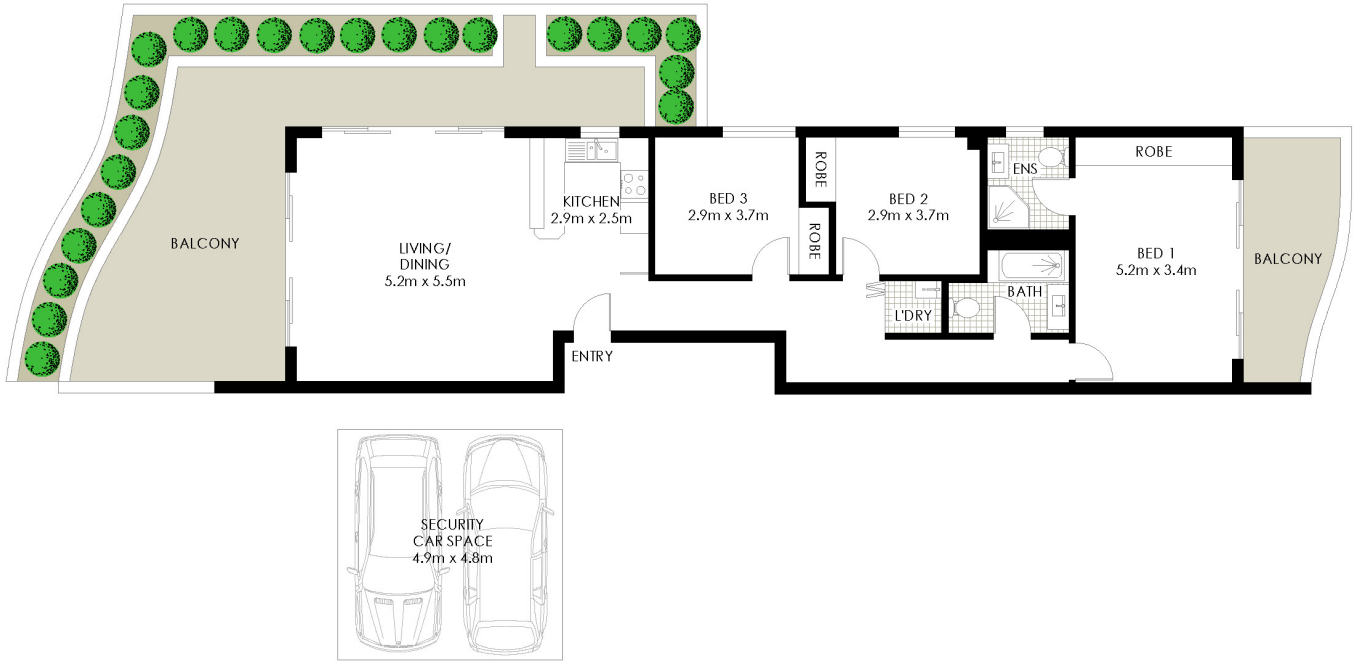 BALCONY
LIVING/
DINING
5.2m x 5.5m
KITCHEN
2.9m x 2.5m
ENTRY
BED 3
2.9m x 3.7m
ROBE
ROBE
BED 2
2.9m x 3.7m
L'DRY
ENS
BATH
ROBE
BED 1
5.2m x 3.4m
BALCONY
SECURITY
CAR SPACE
4.9m x 4.8m